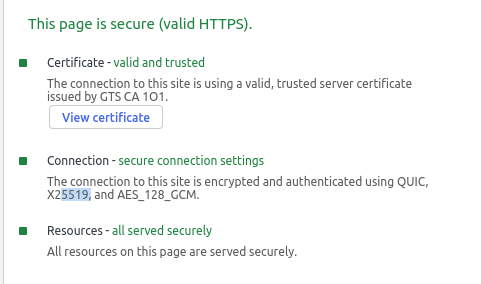 This page is secure (valid HTTPS).
Certificate - valid and trusted
The connection to this site is using a valid, trusted server certificate
issued by GTS CA 1O1.
View certificate
Connection - secure connection settings
The connection to this site is encrypted and authenticated using QUIC,
X25519, and AES_128_GCM.
Resources - all served securely
All resources on this page are served securely.